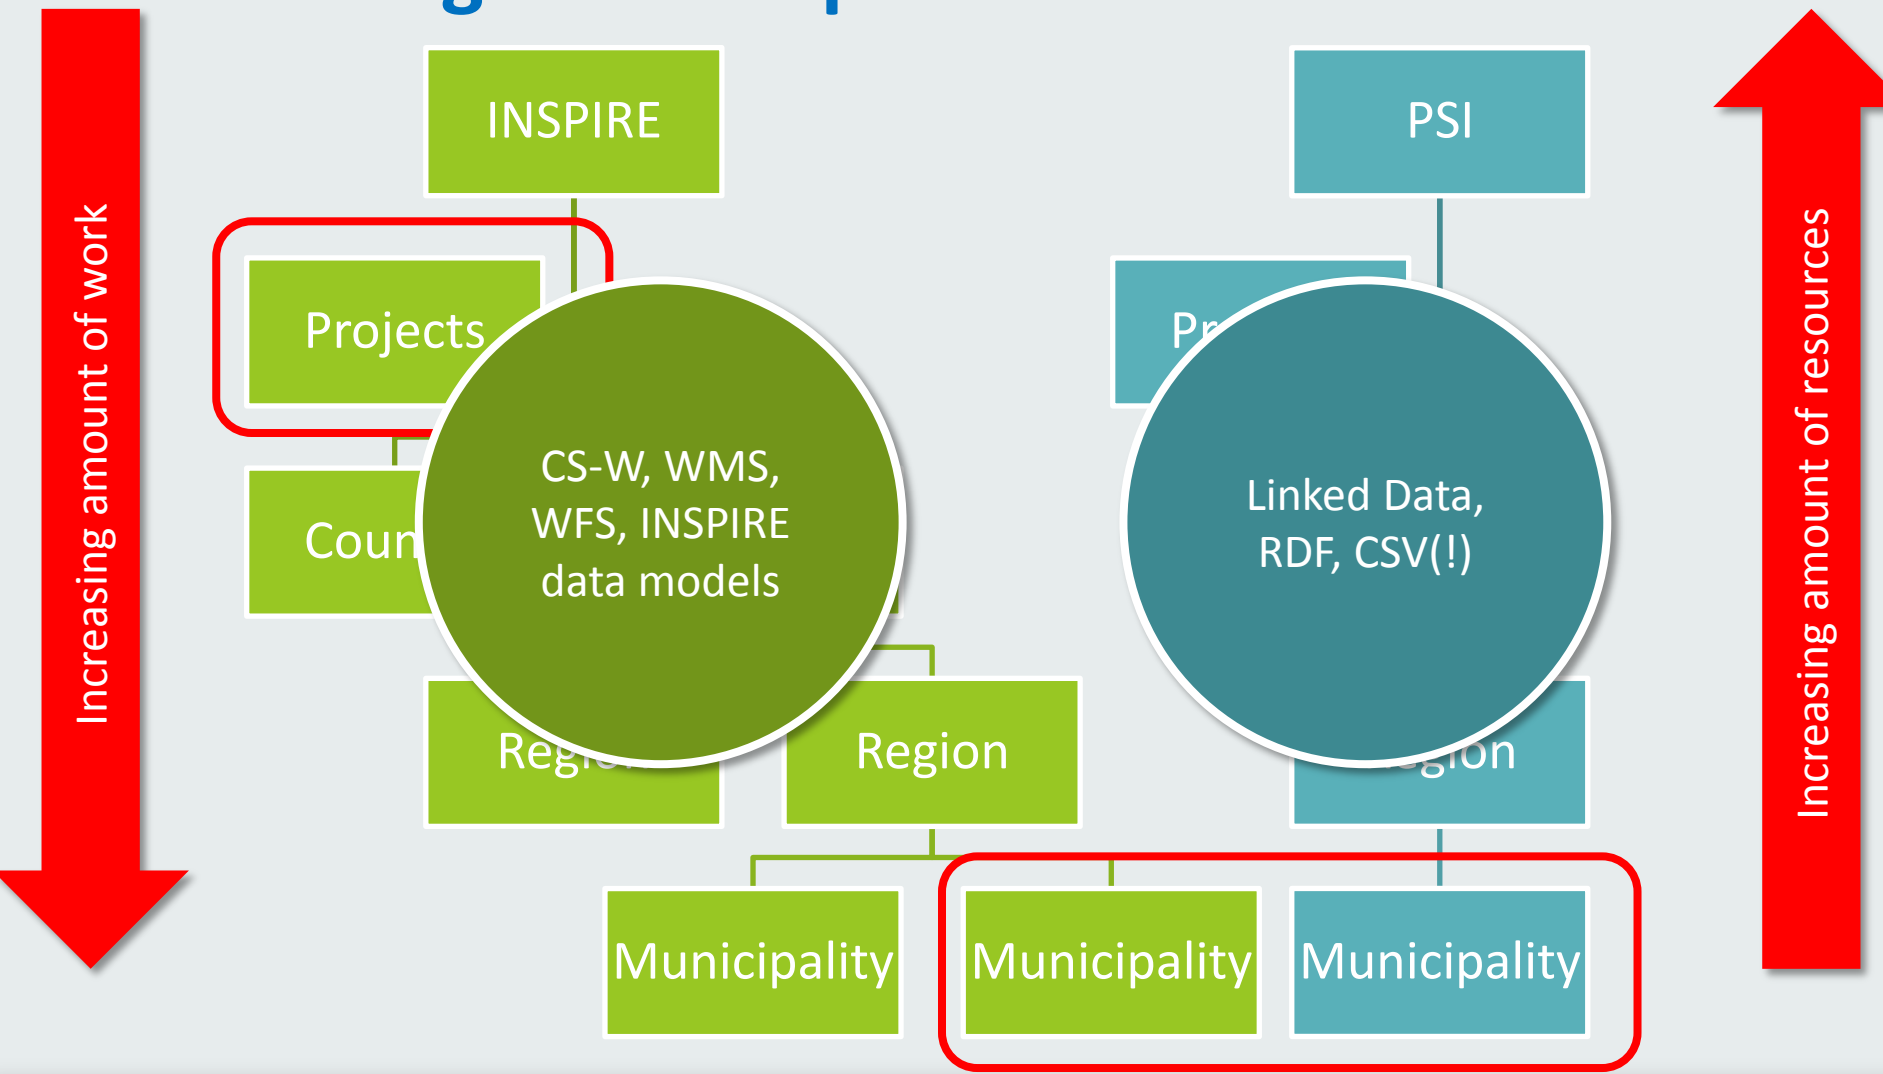 INSPIRE
PSI
Increasing amount of work
Projects
Increasing amount of resources
CS-W, WMS,
WFS, INSPIRE
data models
Linked Data,
RDF, CSV(!)
Region
Municipality
Municipality
Municipality